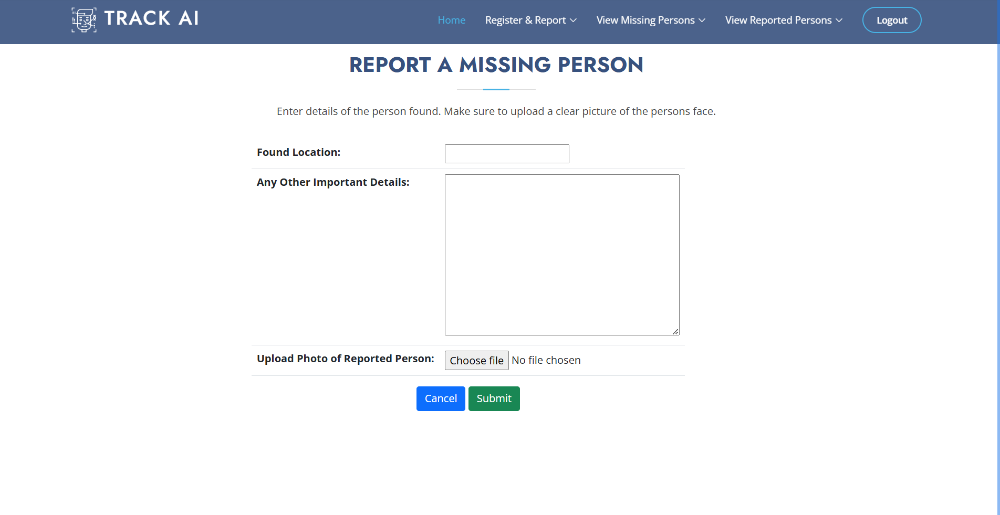 TRACK AI
Home Register & Report View Missing Persons View Reported Persons Logout
REPORT A MISSING PERSON
Enter details of the person found. Make sure to upload a clear picture of the persons face.
Found Location:
Any Other Important Details:
Upload Photo of Reported Person: Choose file No file chosen
Cancel Submit